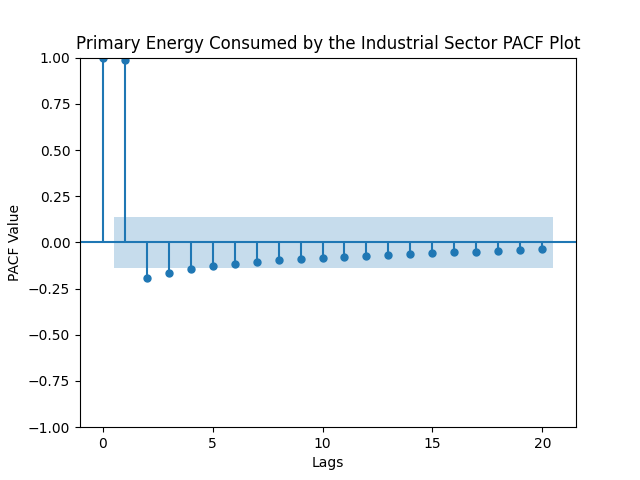 Primary Energy Consumed by the Industrial Sector PACF Plot
1.00
0.75
0.50
0.25
0.00
−0.25
−0.50
−0.75
−1.00
PACF Value
0 5 10 15 20
Lags